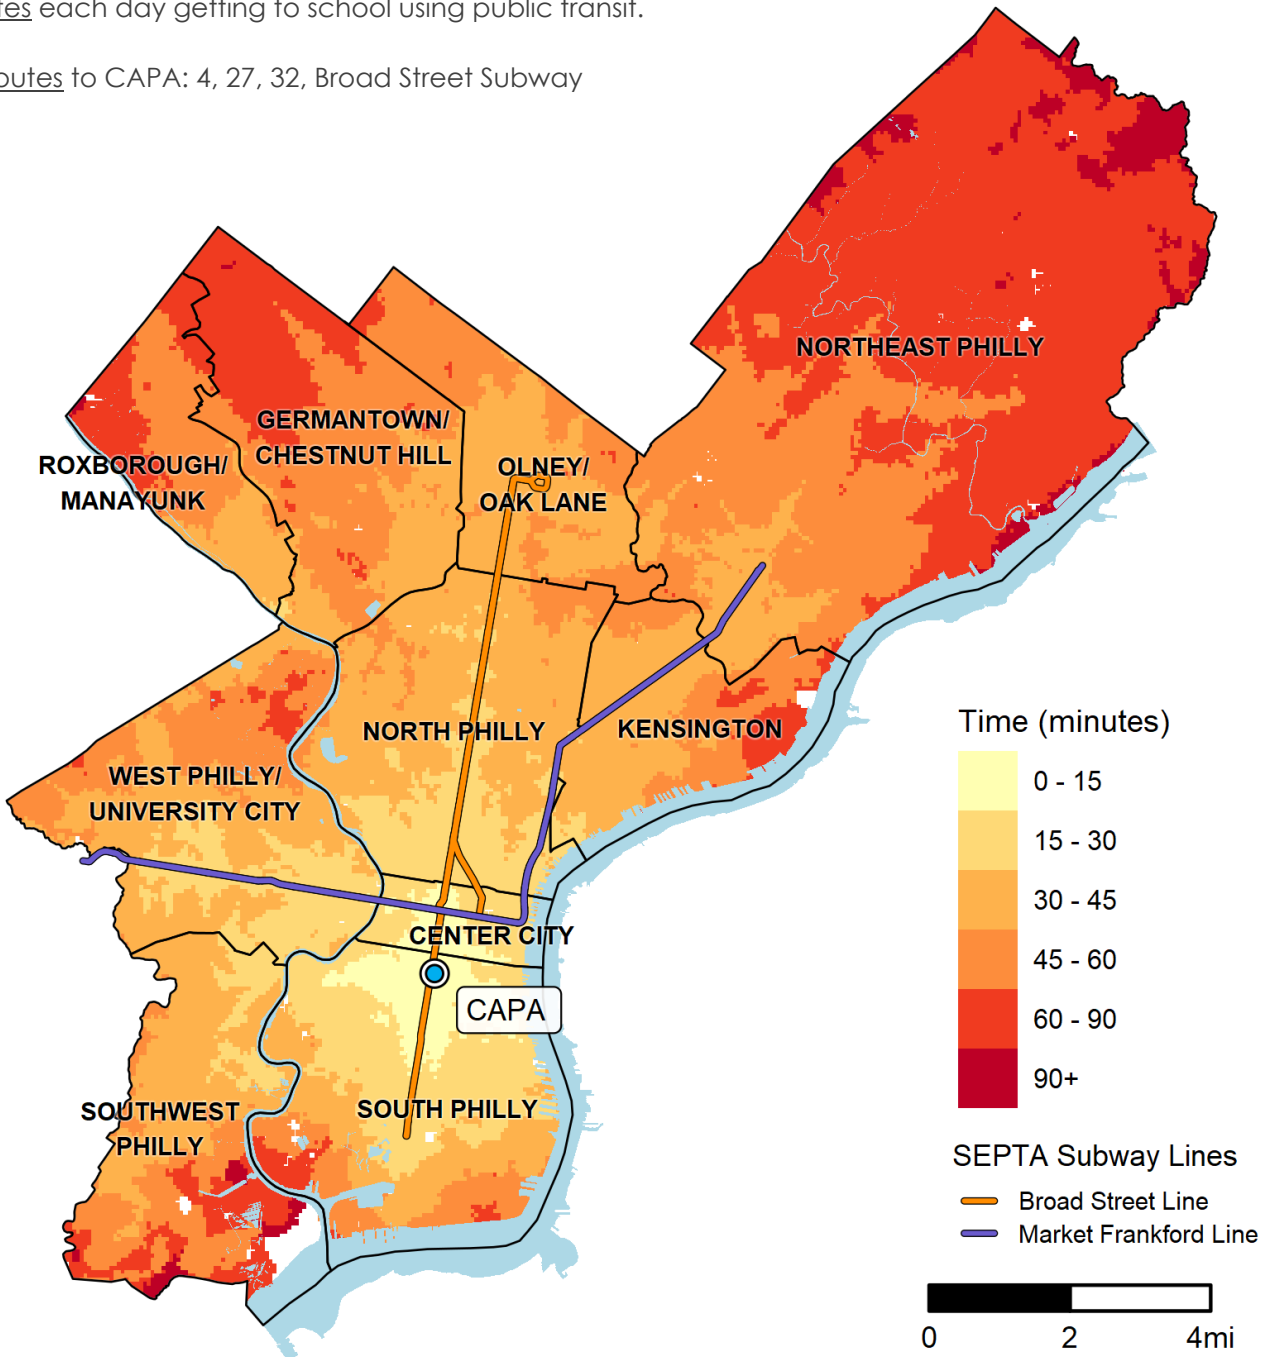 tes each day getting to school using public transit.
outes to CAPA: 4, 27, 32, Broad Street Subway
NORTHEAST PHILLY
GERMANTOWN/
CHESTNUT HILL
ROXBOROUGH/
MANAYUNK
OLNEY/
OAK LANE
NORTH PHILLY
KENSINGTON
WEST PHILLY/
UNIVERSITY CITY
CENTER CITY
CAPA
SOUTHWEST
PHILLY
SOUTH PHILLY
Time (minutes)
0 - 15
15 - 30
30 - 45
45 - 60
60 - 90
90+
SEPTA Subway Lines
Broad Street Line
Market Frankford Line
0 2 4mi